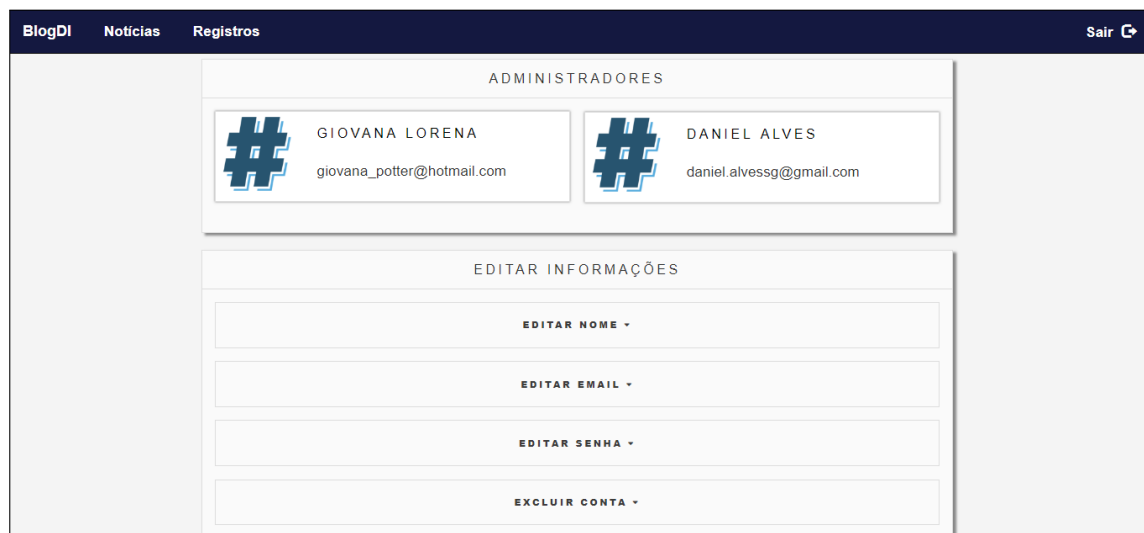 BlogDI Notícias Registros Sair
ADMINISTRADORES
GIOVANA LORENA
giovana_potter@hotmail.com
DANIEL ALVES
daniel.alvessg@gmail.com
EDITAR INFORMAÇÕES
EDITAR NOME
EDITAR EMAIL
EDITAR SENHA
EXCLUIR CONTA